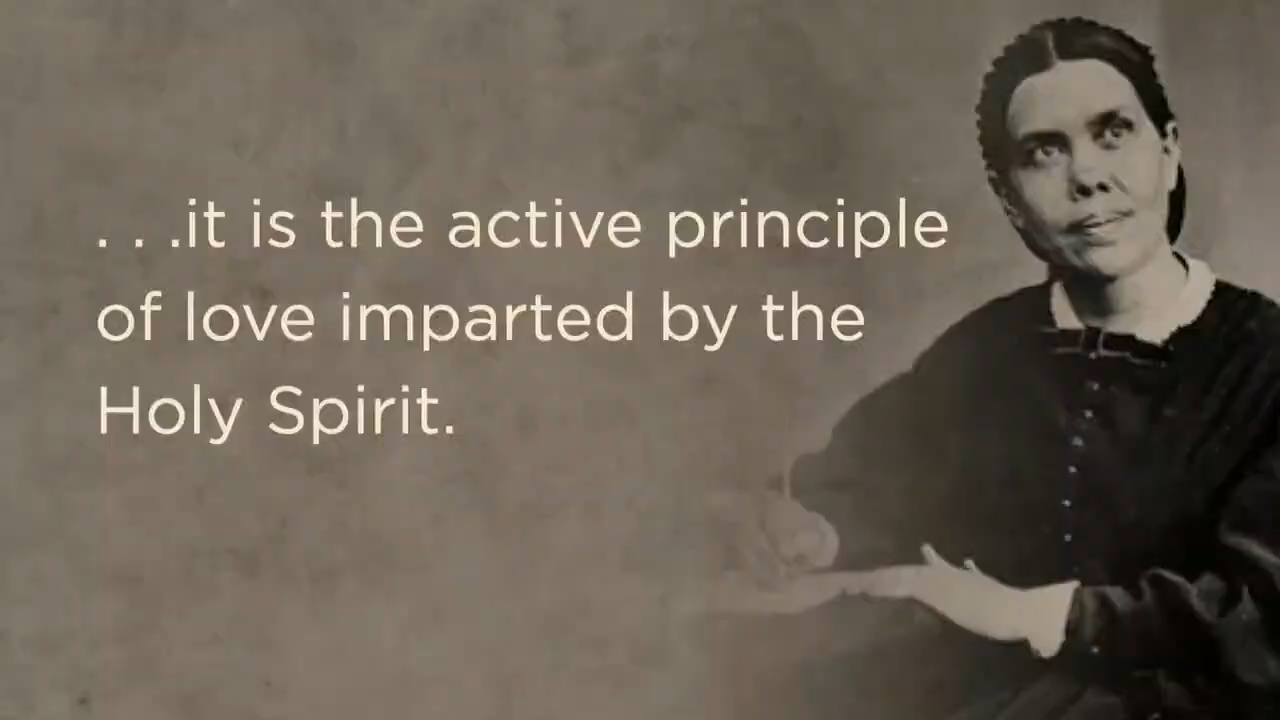 . . .it is the active principle
of love imparted by the
Holy Spirit.